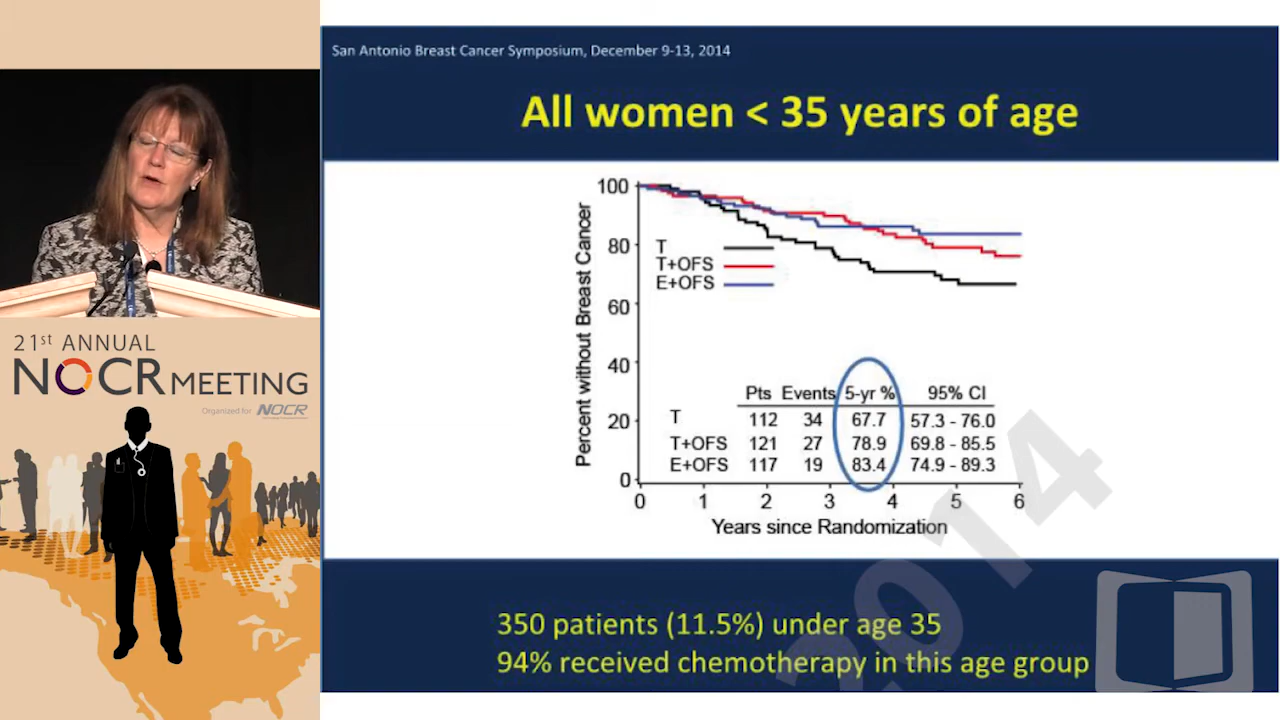 San Antonio Breast Cancer Symposium, December 9-13, 2014
All women < 35 years of age
100
80
60
40
20
0
Percent without Breast Cancer
T
T+OFS
E+OFS
Pts Events 5-yr % 95% CI
T 112 34 67.7 57.3 - 76.0
T+OFS 121 27 78.9 69.8 - 85.5
E+OFS 117 19 83.4 74.9 - 89.3
0 1 2 3 4 5 6
Years since Randomization
350 patients (11.5%) under age 35
94% received chemotherapy in this age group
2014
21st ANNUAL
NOCR MEETING
Organized for NOCR